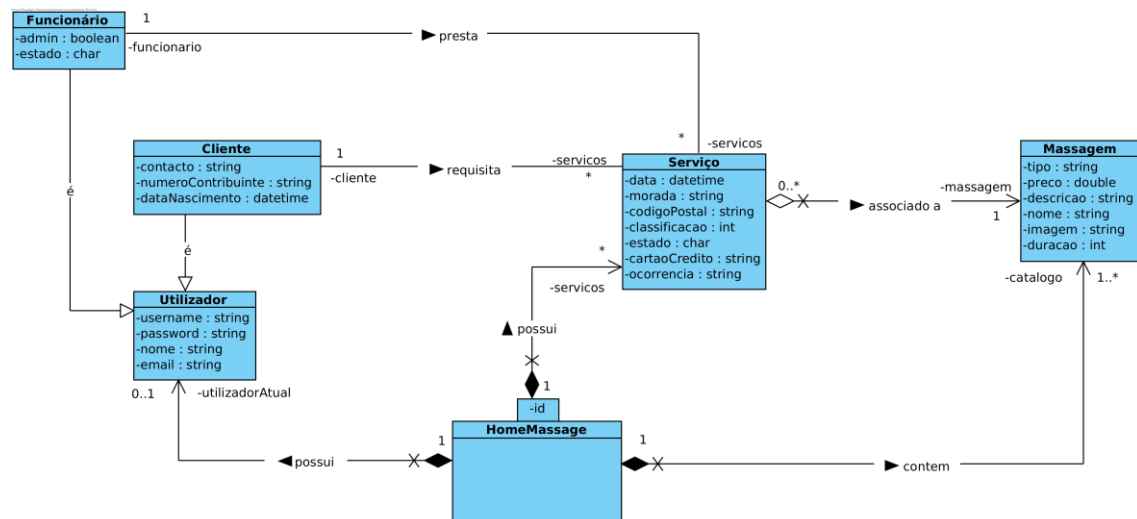 Funcionário
-admin : boolean
-estado : char
1
-funcionario
presta
*
-servicos
é
Cliente
-contacto : string
-numeroContribuinte : string
-dataNascimento : datetime
1
-cliente
requisita
-servicos
*
Serviço
-data : datetime
-morada : string
-codigoPostal : string
-classificacao : int
-estado : char
-cartaoCredito : string
-ocorrencia : string
0..*
associado a
-massagem
1
Massagem
-tipo : string
-preco : double
-descricao : string
-nome : string
-imagem : string
-duracao : int
é
Utilizador
-username : string
-password : string
-nome : string
-email : string
0..1
-utilizadorAtual
*
-servicos
possui
1
-catalogo
1..*
-id
HomeMassage
1
possui
1
contem